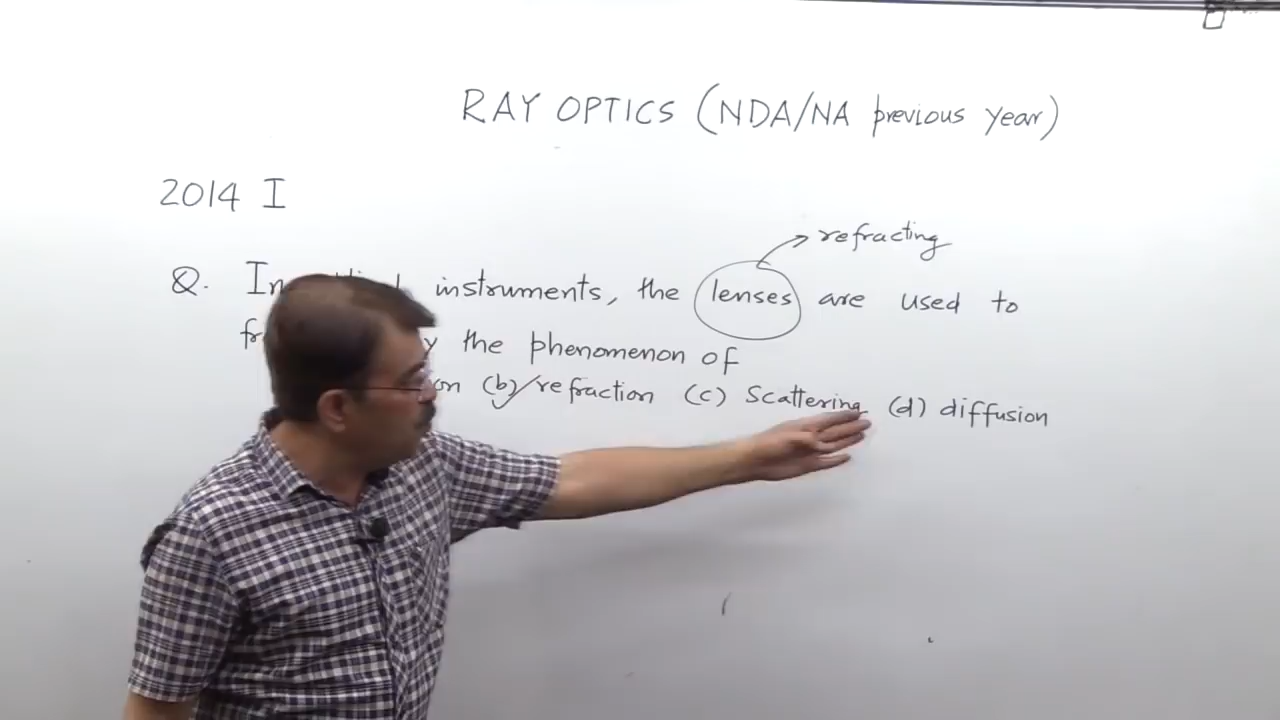 RAY OPTICS (NDA/NA previous year)
2014 I
refracting
Q. In instruments, the lenses are used to
the phenomenon of
(b) refraction (c) Scattering (d) diffusion